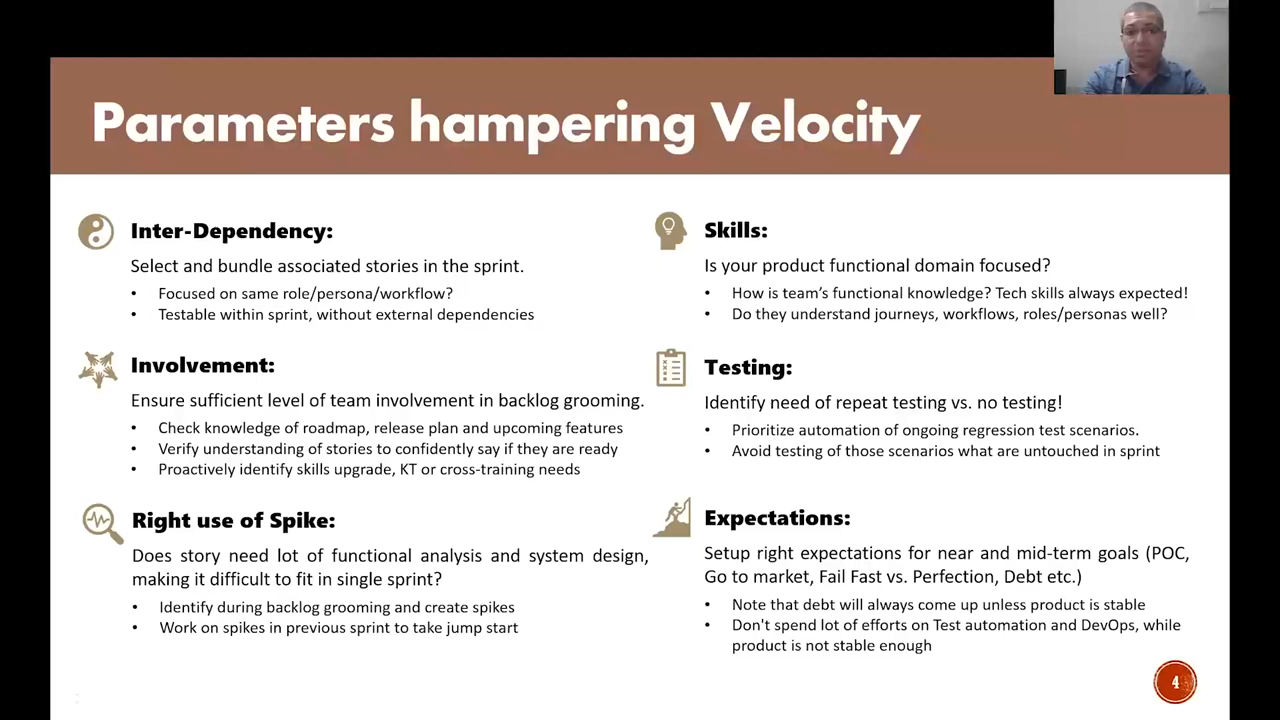 Parameters hampering Velocity
Inter-Dependency:
Select and bundle associated stories in the sprint.
• Focused on same role/persona/workflow?
• Testable within sprint, without external dependencies
Involvement:
Ensure sufficient level of team involvement in backlog grooming.
• Check knowledge of roadmap, release plan and upcoming features
• Verify understanding of stories to confidently say if they are ready
• Proactively identify skills upgrade, KT or cross-training needs
Right use of Spike:
Does story need lot of functional analysis and system design,
making it difficult to fit in single sprint?
• Identify during backlog grooming and create spikes
• Work on spikes in previous sprint to take jump start
Skills:
Is your product functional domain focused?
• How is team's functional knowledge? Tech skills always expected!
• Do they understand journeys, workflows, roles/personas well?
Testing:
Identify need of repeat testing vs. no testing!
• Prioritize automation of ongoing regression test scenarios.
• Avoid testing of those scenarios what are untouched in sprint
Expectations:
Setup right expectations for near and mid-term goals (POC,
Go to market, Fail Fast vs. Perfection, Debt etc.)
• Note that debt will always come up unless product is stable
• Don't spend lot of efforts on Test automation and DevOps, while
product is not stable enough
4